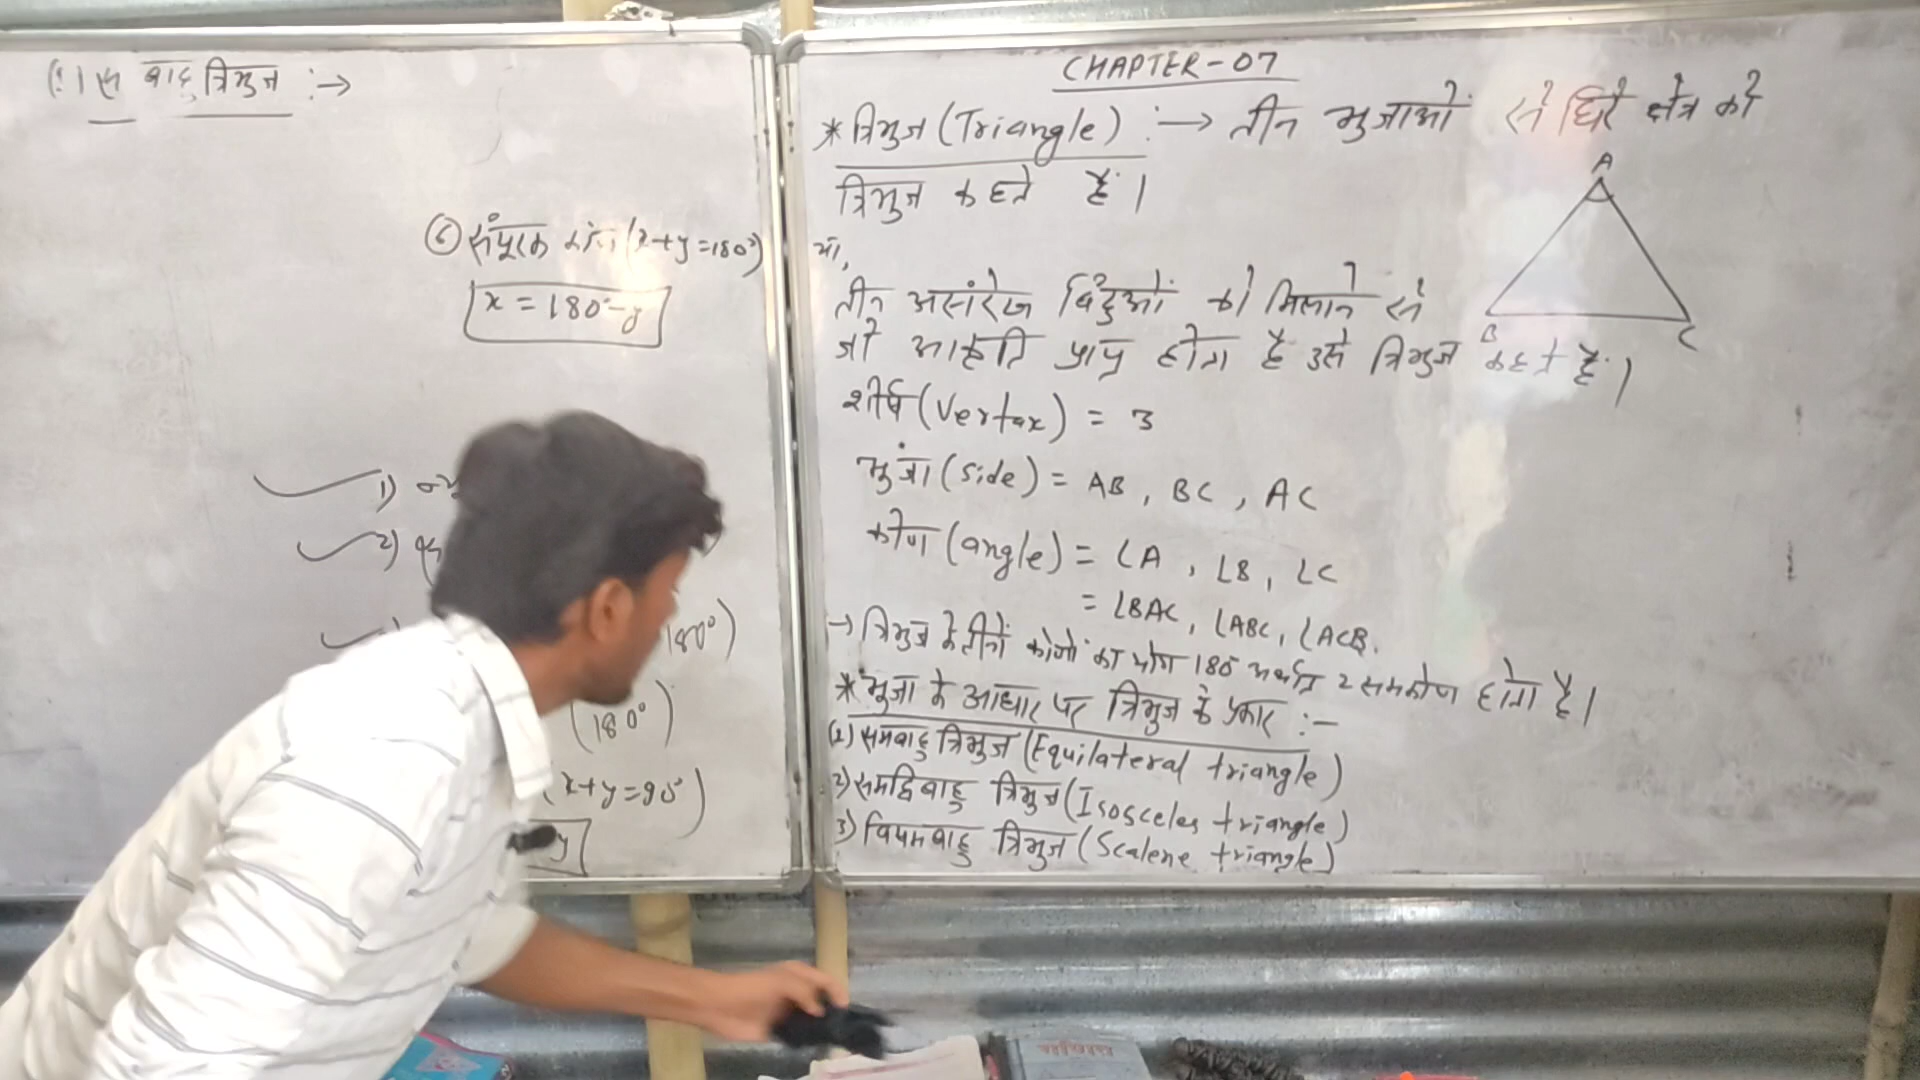 बाहु त्रिभुज :→
⑥ संपूरक (x+y=180°)
x = 180°-y
1)
2)
180°)
(180°)
(x+y=90°)
y
CHAPTER-07
* त्रिभुज (Triangle) :→ तीन भुजाओं से घिरे क्षेत्र को
त्रिभुज कहते हैं।
A
B
C
या,
तीन असंरेख बिंदुओं को मिलाने से
जो आकृति प्राप्त होता है उसे त्रिभुज कहते हैं।
शीर्ष (Vertax) = 3
भुजा (Side) = AB, BC, AC
कोण (angle) = ∠A, ∠B, ∠C
= ∠BAC, ∠ABC, ∠ACB.
→ त्रिभुज के तीनों कोणों का योग 180° अर्थात 2 समकोण होता है।
* भुजा के आधार पर त्रिभुज के प्रकार :-
(1) समबाहु त्रिभुज (Equilateral triangle)
2) समद्विबाहु त्रिभुज (Isosceles triangle)
3) विषमबाहु त्रिभुज (Scalene triangle)